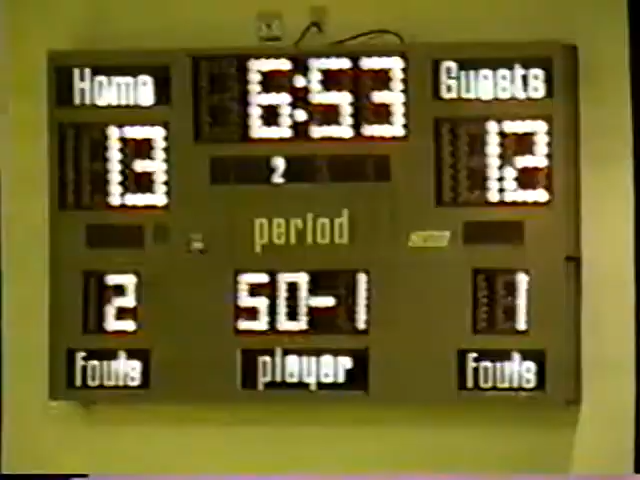 Home 6:53 Guests
13 12
2
period
2 50-1 1
fouls player fouls